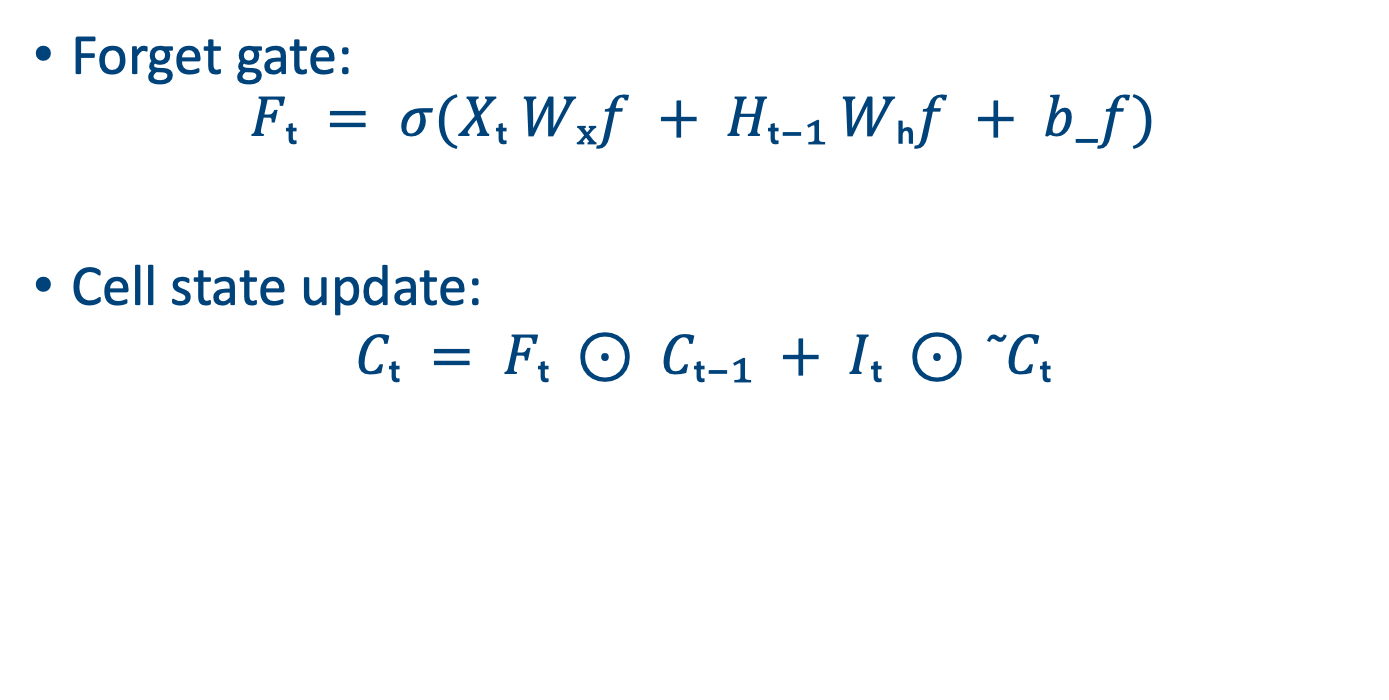 • Forget gate:
Fₜ = σ(Xₜ Wₓf + Hₜ₋₁ Wₕf + b_f)
• Cell state update:
Cₜ = Fₜ ⊙ Cₜ₋₁ + Iₜ ⊙ ˜Cₜ